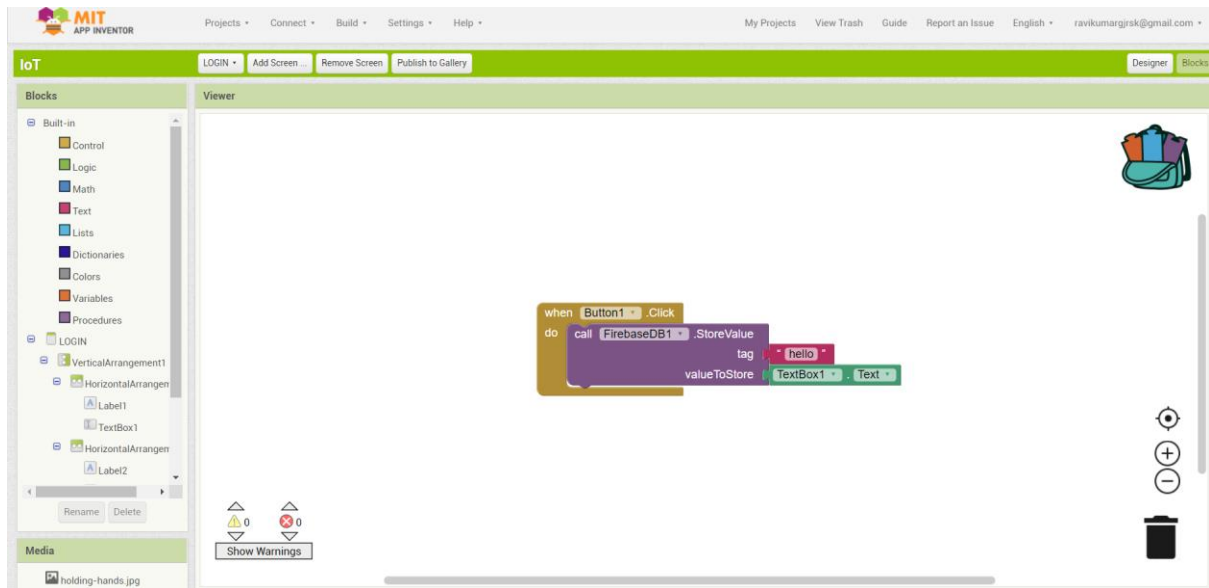 MIT
APP INVENTOR
Projects Connect Build Settings Help My Projects View Trash Guide Report an Issue English ravikumargjrsk@gmail.com
IoT LOGIN Add Screen ... Remove Screen Publish to Gallery Designer Blocks
Blocks
Viewer
Built-in
Control
Logic
Math
Text
Lists
Dictionaries
Colors
Variables
Procedures
LOGIN
VerticalArrangement1
HorizontalArrangem
Label1
TextBox1
HorizontalArrangem
Label2
Rename Delete
Media
holding-hands.jpg
when Button1 .Click
do call FirebaseDB1 .StoreValue
tag " hello "
valueToStore TextBox1 . Text
0 0
Show Warnings